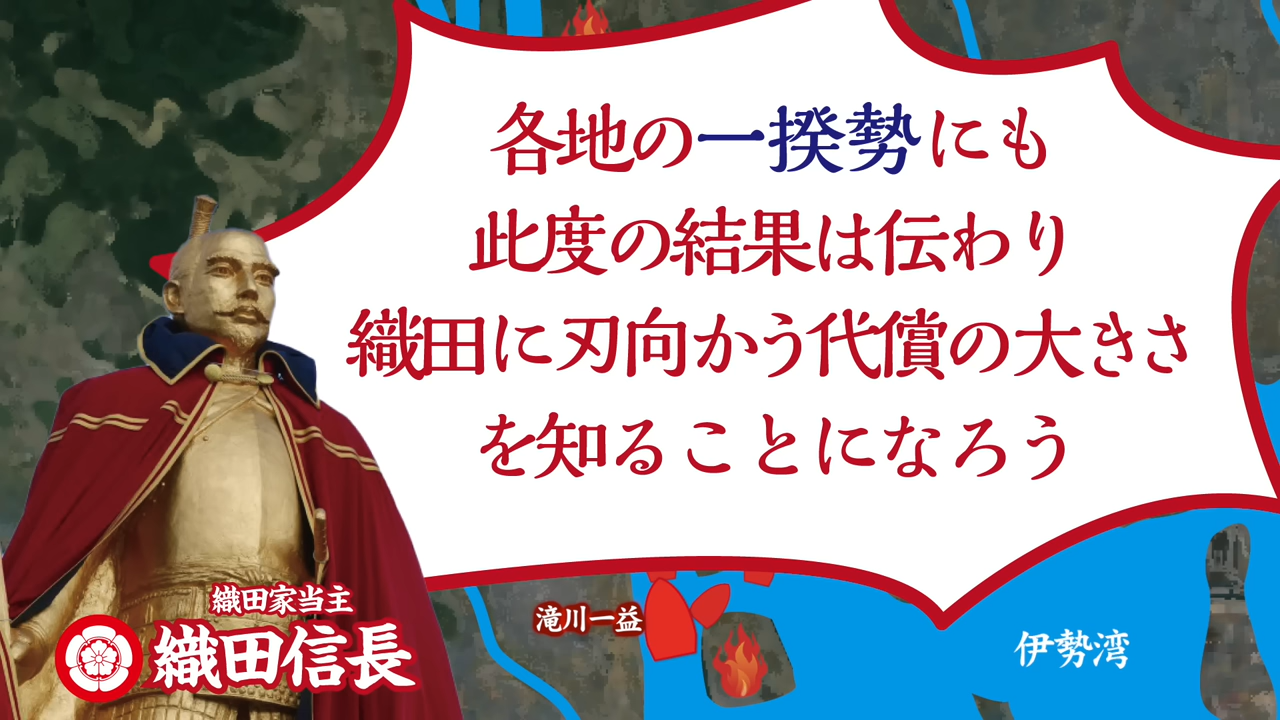 各地の一揆勢にも
此度の結果は伝わり
織田に刃向かう代償の大きさ
を知ることになろう
織田家当主
織田信長
滝川一益
伊勢湾